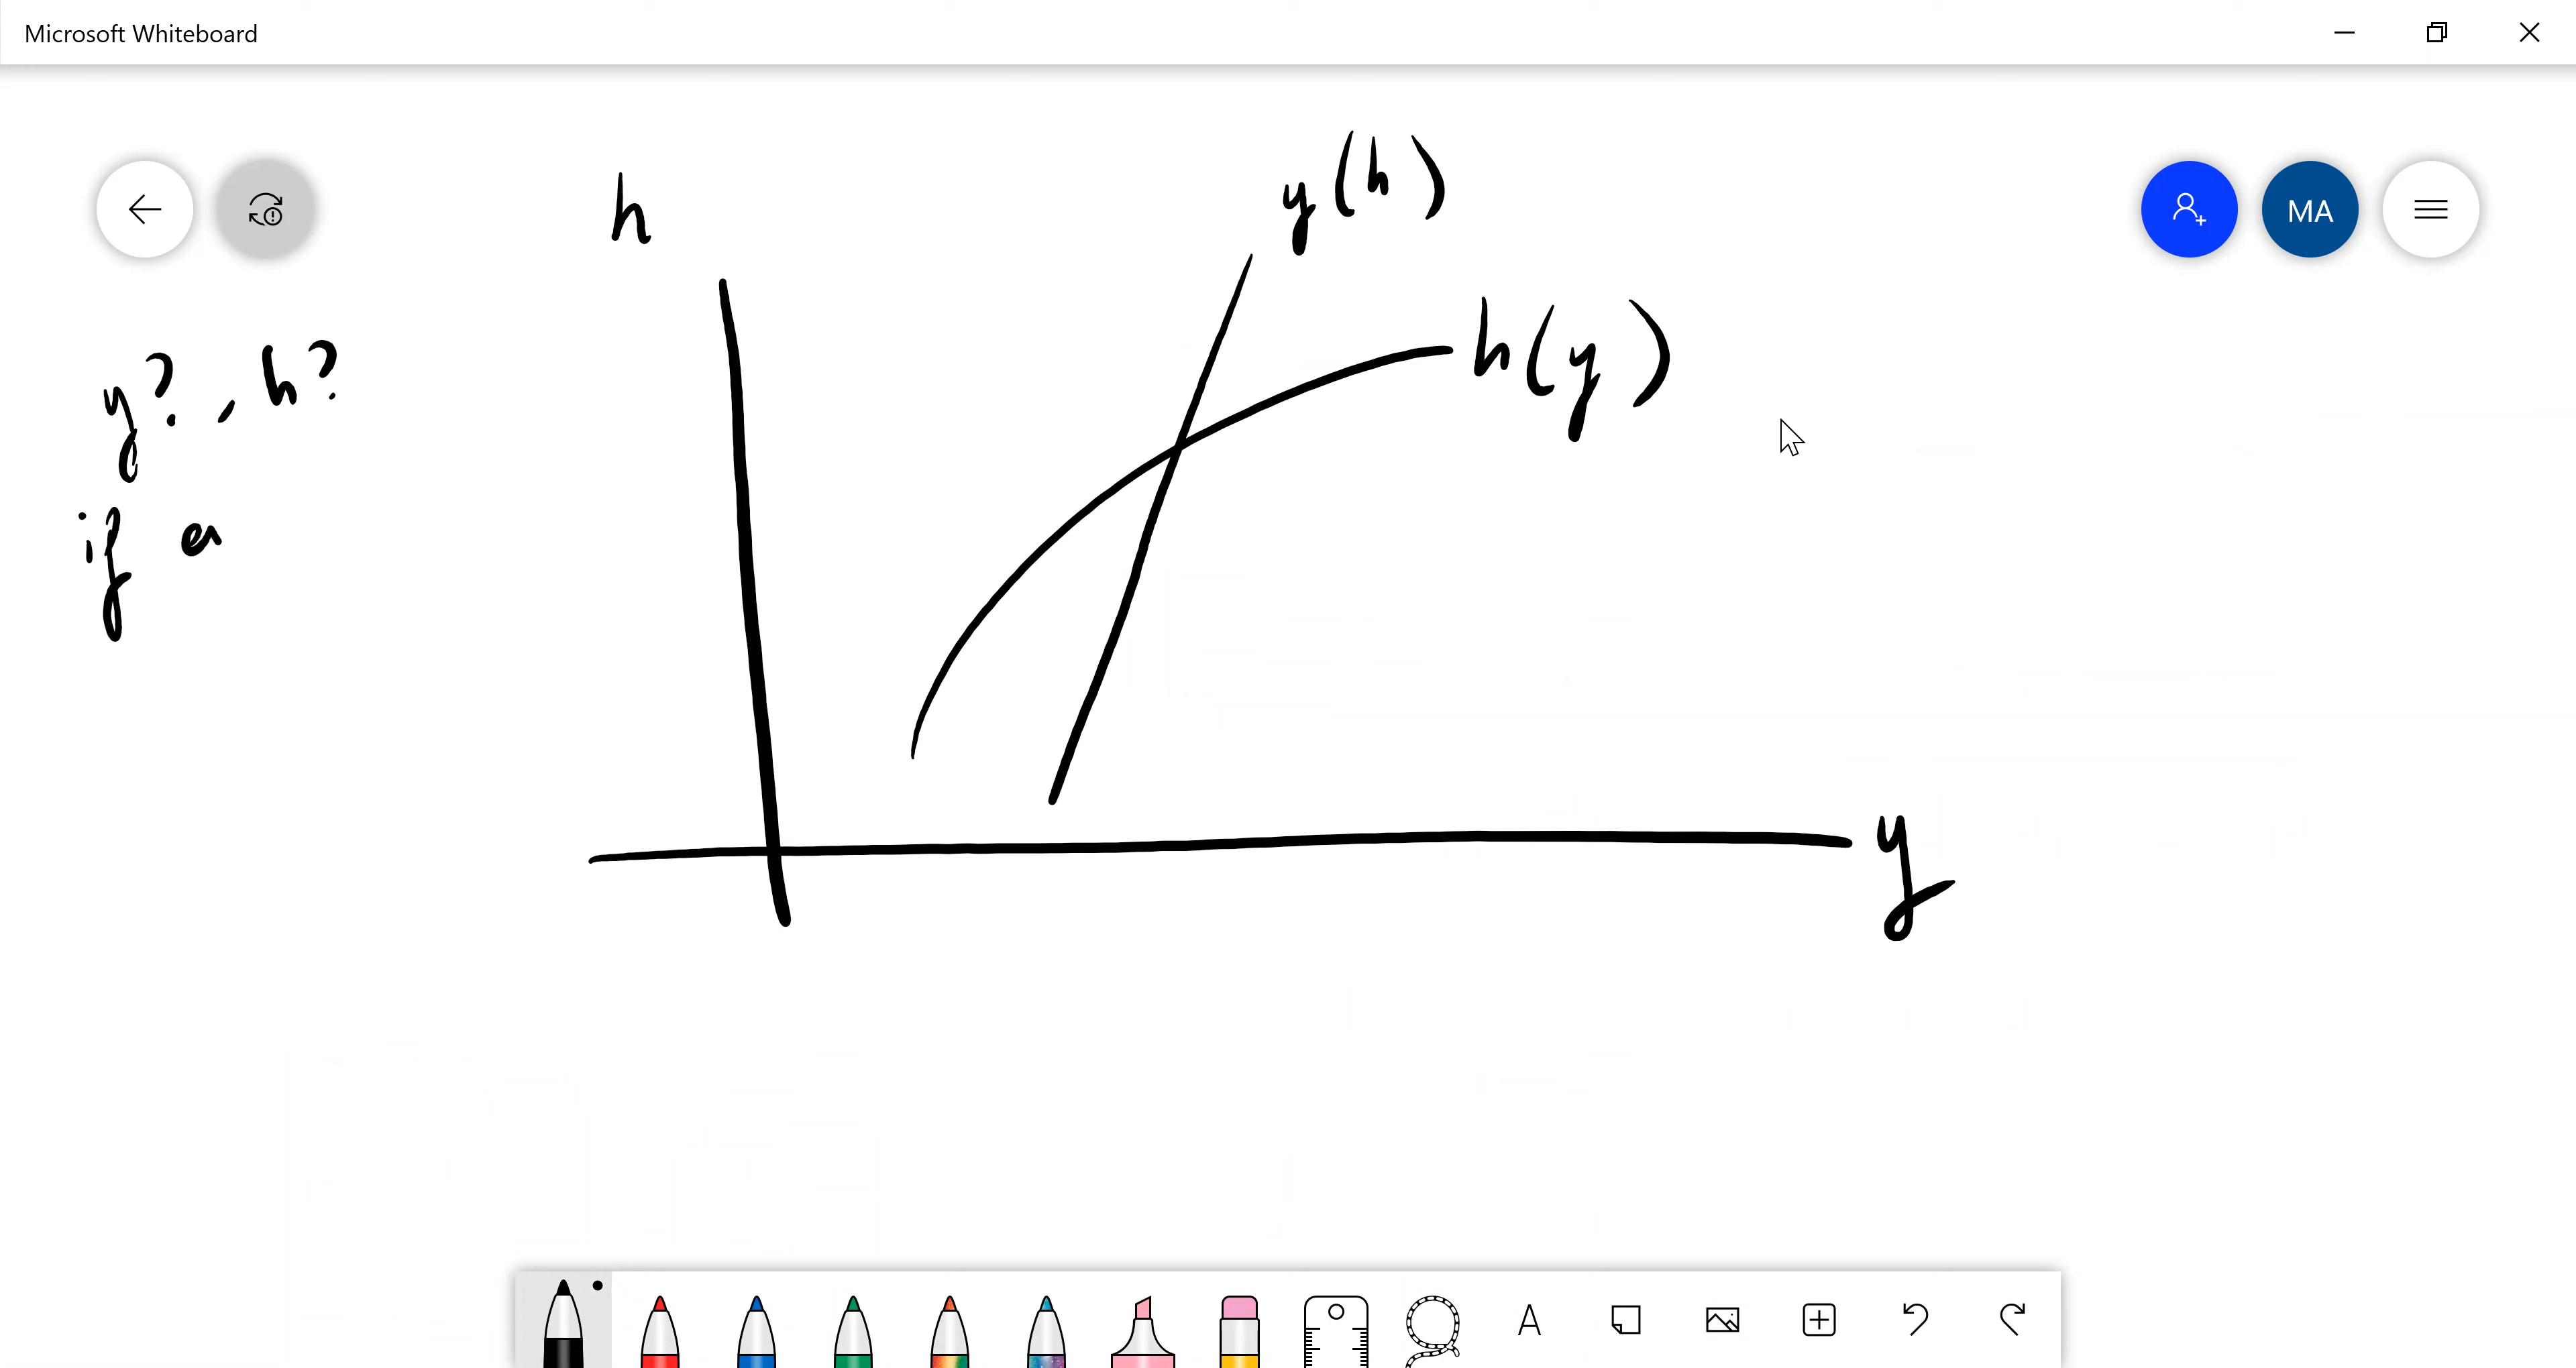 Microsoft Whiteboard
MA
h
y(h)
h(y)
y?, h?
if
y
A